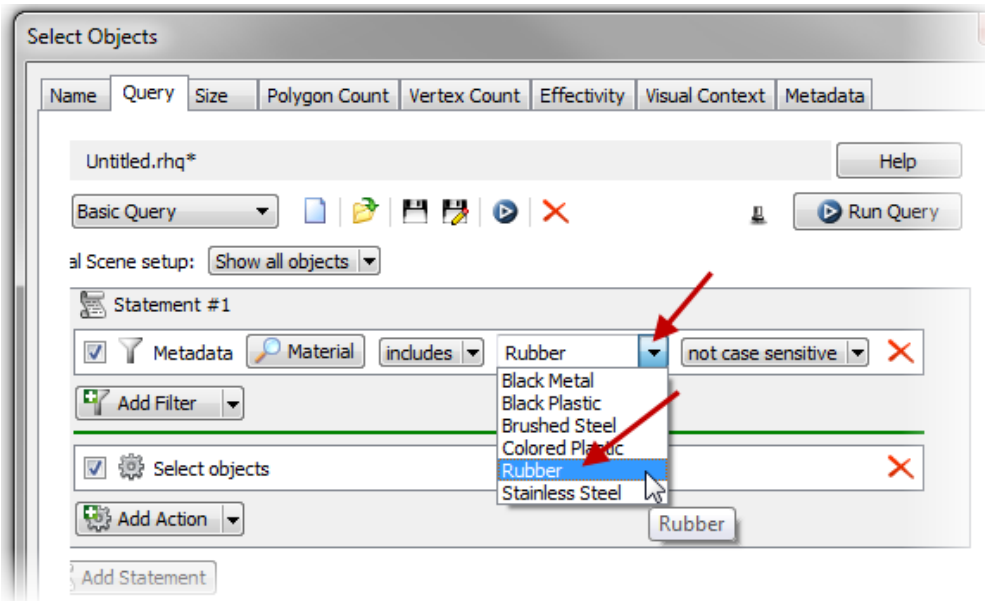 Select Objects
Name Query Size Polygon Count Vertex Count Effectivity Visual Context Metadata
Untitled.rhq* Help
Basic Query Run Query
al Scene setup: Show all objects
Statement #1
Metadata Material includes Rubber not case sensitive
Black Metal
Add Filter Black Plastic
Brushed Steel
Colored Plastic
Select objects Rubber
Stainless Steel
Add Action Rubber
Add Statement